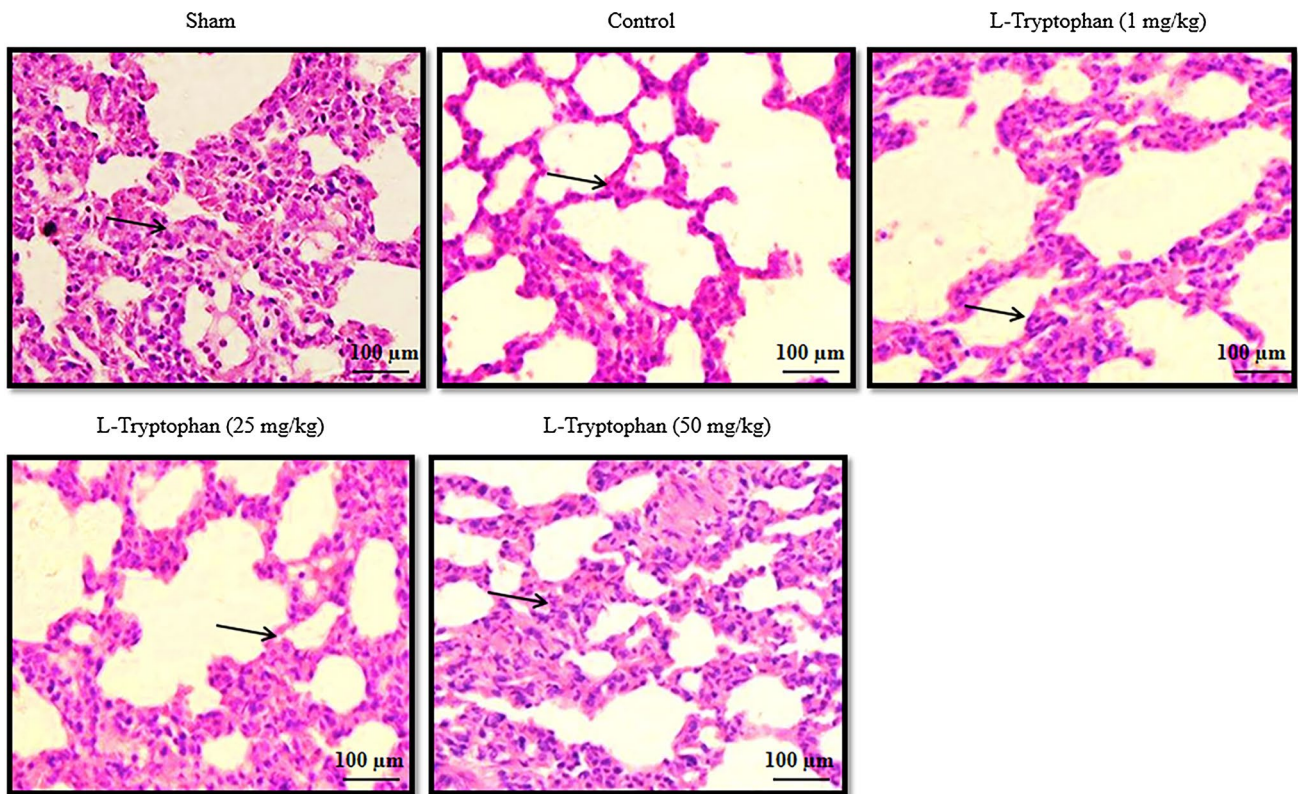 Sham
Control
L-Tryptophan (1 mg/kg)
100 µm
100 µm
100 µm
L-Tryptophan (25 mg/kg)
L-Tryptophan (50 mg/kg)
100 µm
100 µm